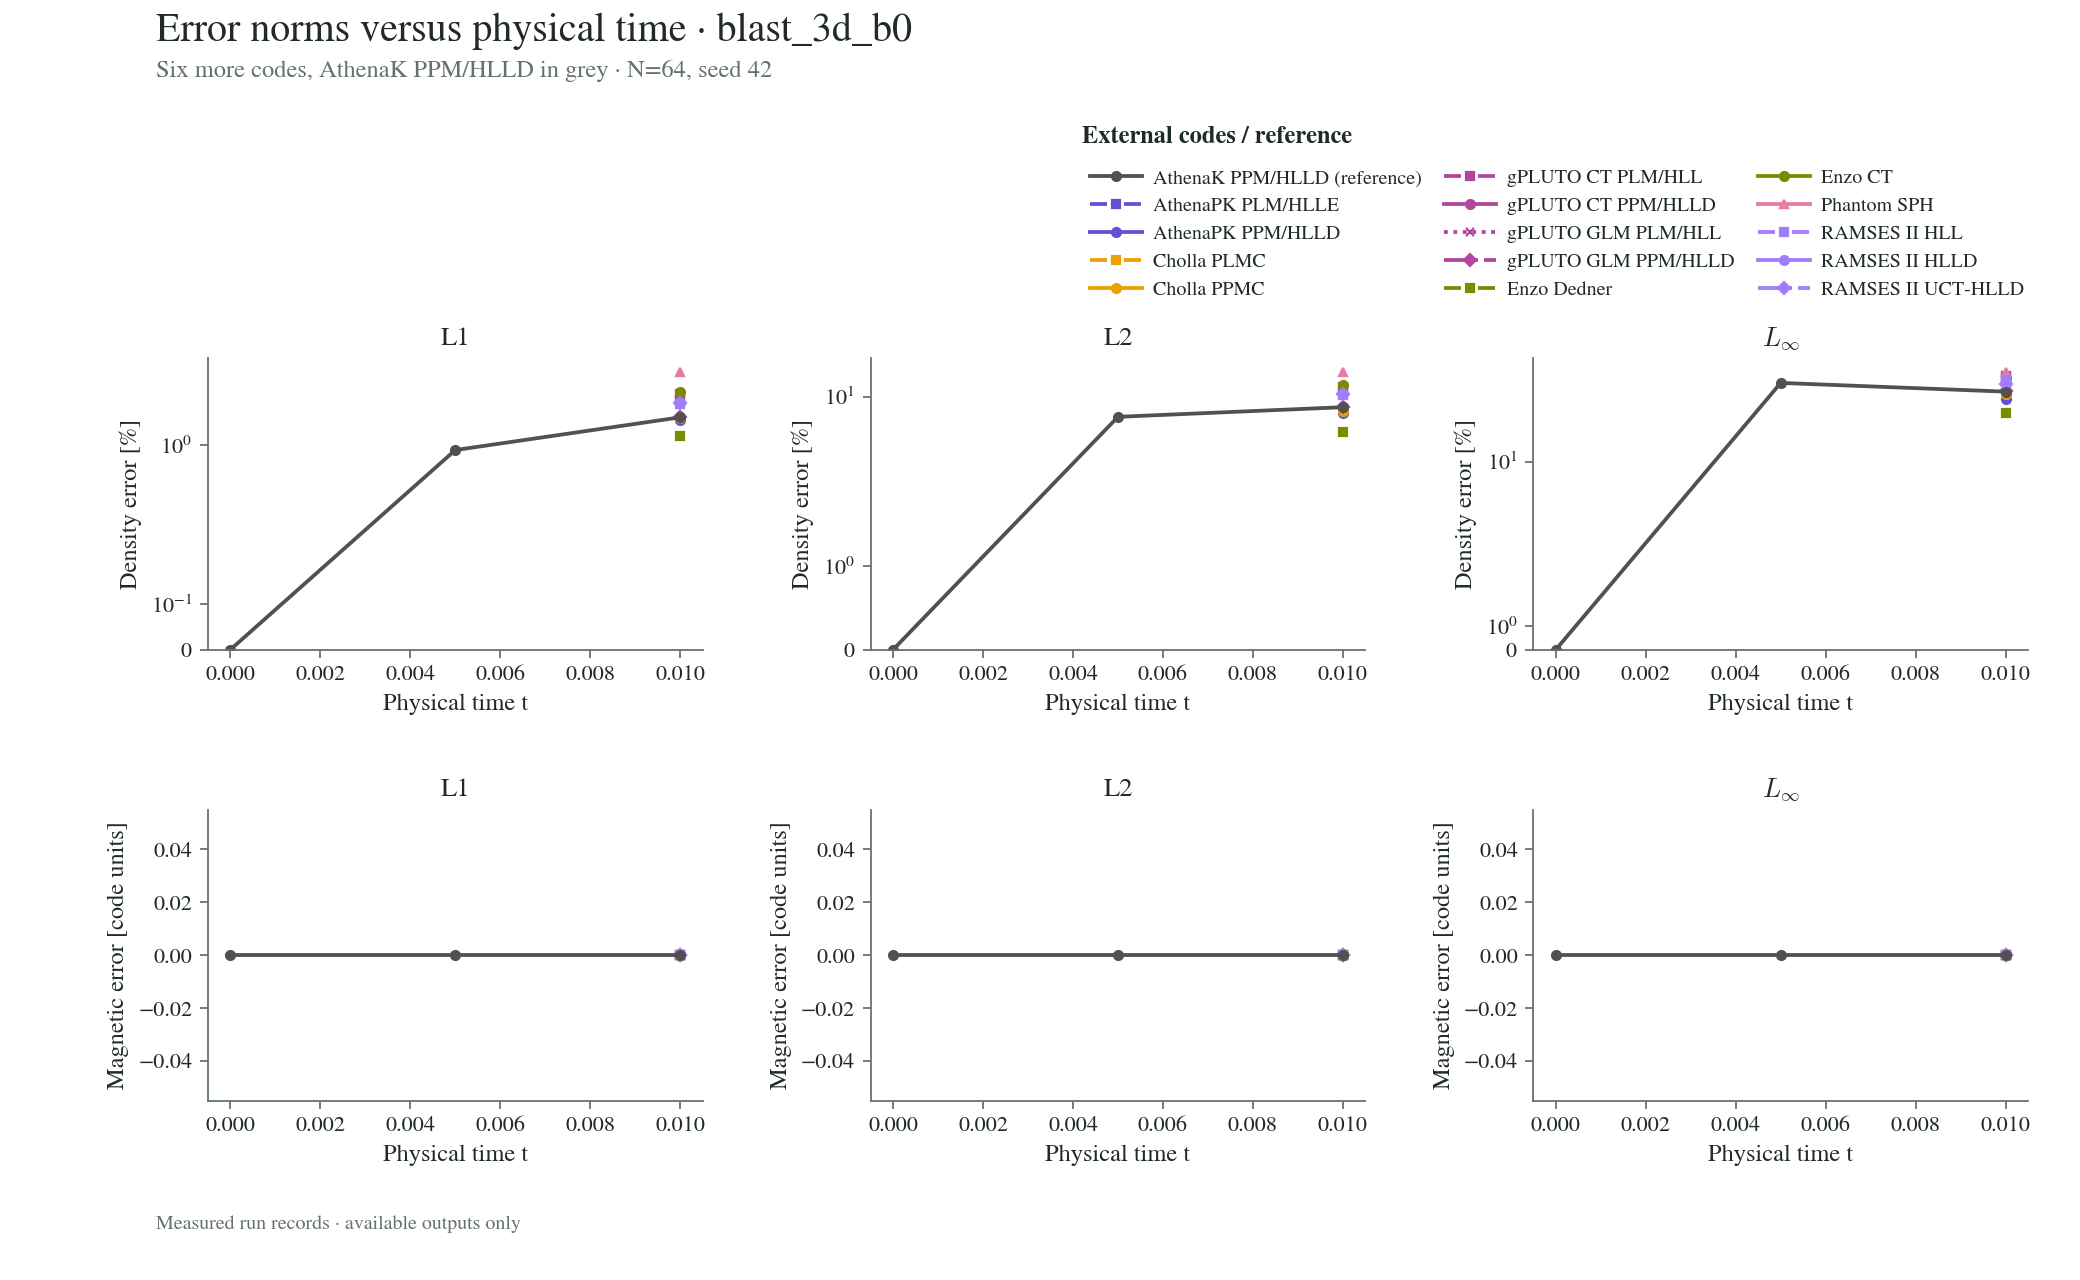 Error norms versus physical time · blast_3d_b0
Six more codes, AthenaK PPM/HLLD in grey · N=64, seed 42
External codes / reference
AthenaK PPM/HLLD (reference)
AthenaPK PLM/HLLE
AthenaPK PPM/HLLD
Cholla PLMC
Cholla PPMC
gPLUTO CT PLM/HLL
gPLUTO CT PPM/HLLD
gPLUTO GLM PLM/HLL
gPLUTO GLM PPM/HLLD
Enzo Dedner
Enzo CT
Phantom SPH
RAMSES II HLL
RAMSES II HLLD
RAMSES II UCT-HLLD
L1
Density error [%]
10⁰
10⁻¹
0
0.000 0.002 0.004 0.006 0.008 0.010
Physical time t
L2
Density error [%]
10¹
10⁰
0
0.000 0.002 0.004 0.006 0.008 0.010
Physical time t
L∞
Density error [%]
10¹
10⁰
0
0.000 0.002 0.004 0.006 0.008 0.010
Physical time t
L1
Magnetic error [code units]
0.04
0.02
0.00
−0.02
−0.04
0.000 0.002 0.004 0.006 0.008 0.010
Physical time t
L2
Magnetic error [code units]
0.04
0.02
0.00
−0.02
−0.04
0.000 0.002 0.004 0.006 0.008 0.010
Physical time t
L∞
Magnetic error [code units]
0.04
0.02
0.00
−0.02
−0.04
0.000 0.002 0.004 0.006 0.008 0.010
Physical time t
Measured run records · available outputs only